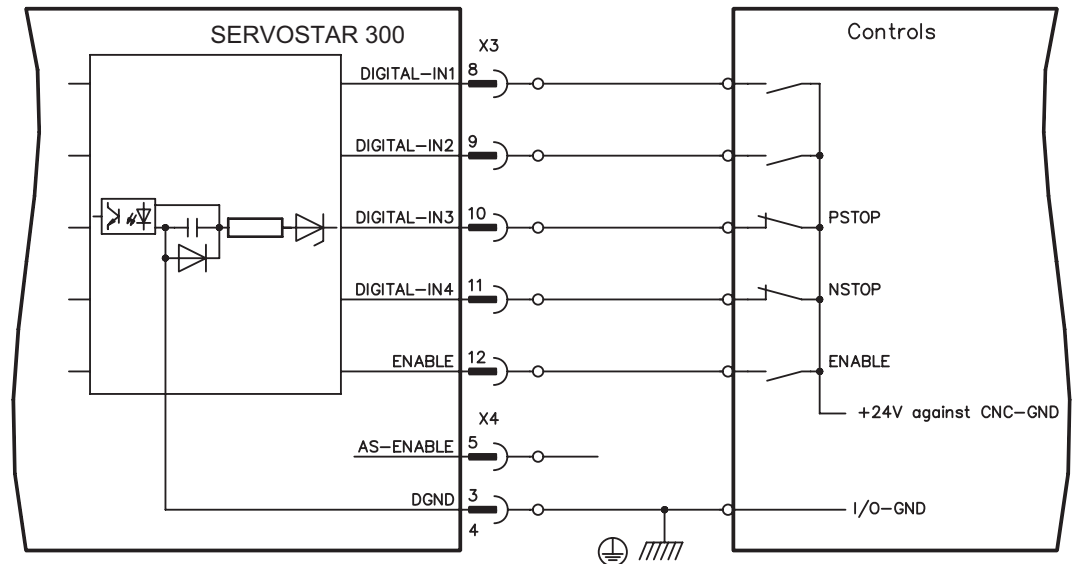 SERVOSTAR 300
Controls
X3
DIGITAL-IN1 8
DIGITAL-IN2 9
DIGITAL-IN3 10 PSTOP
DIGITAL-IN4 11 NSTOP
ENABLE 12 ENABLE
+24V against CNC-GND
X4
AS-ENABLE 5
DGND 3 I/O-GND
4